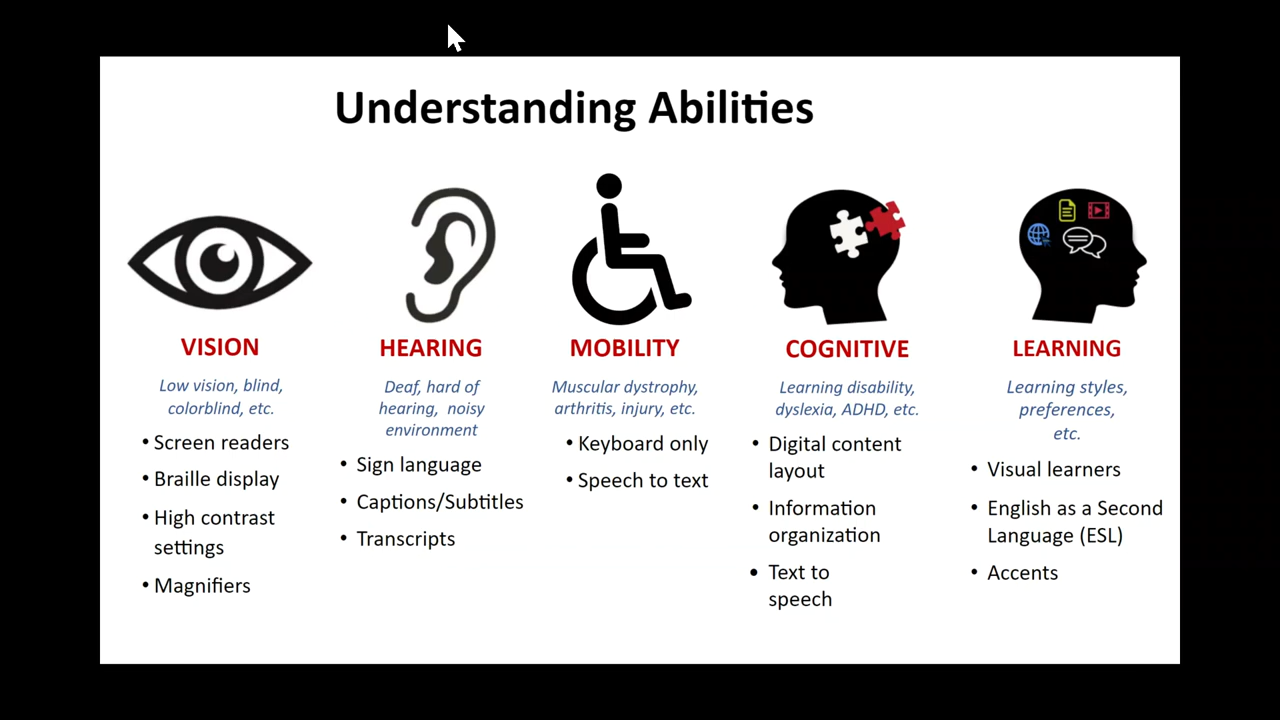 Understanding Abilities
VISION
Low vision, blind,
colorblind, etc.
• Screen readers
• Braille display
• High contrast
settings
• Magnifiers
HEARING
Deaf, hard of
hearing, noisy
environment
• Sign language
• Captions/Subtitles
• Transcripts
MOBILITY
Muscular dystrophy,
arthritis, injury, etc.
• Keyboard only
• Speech to text
COGNITIVE
Learning disability,
dyslexia, ADHD, etc.
• Digital content
layout
• Information
organization
• Text to
speech
LEARNING
Learning styles,
preferences,
etc.
• Visual learners
• English as a Second
Language (ESL)
• Accents